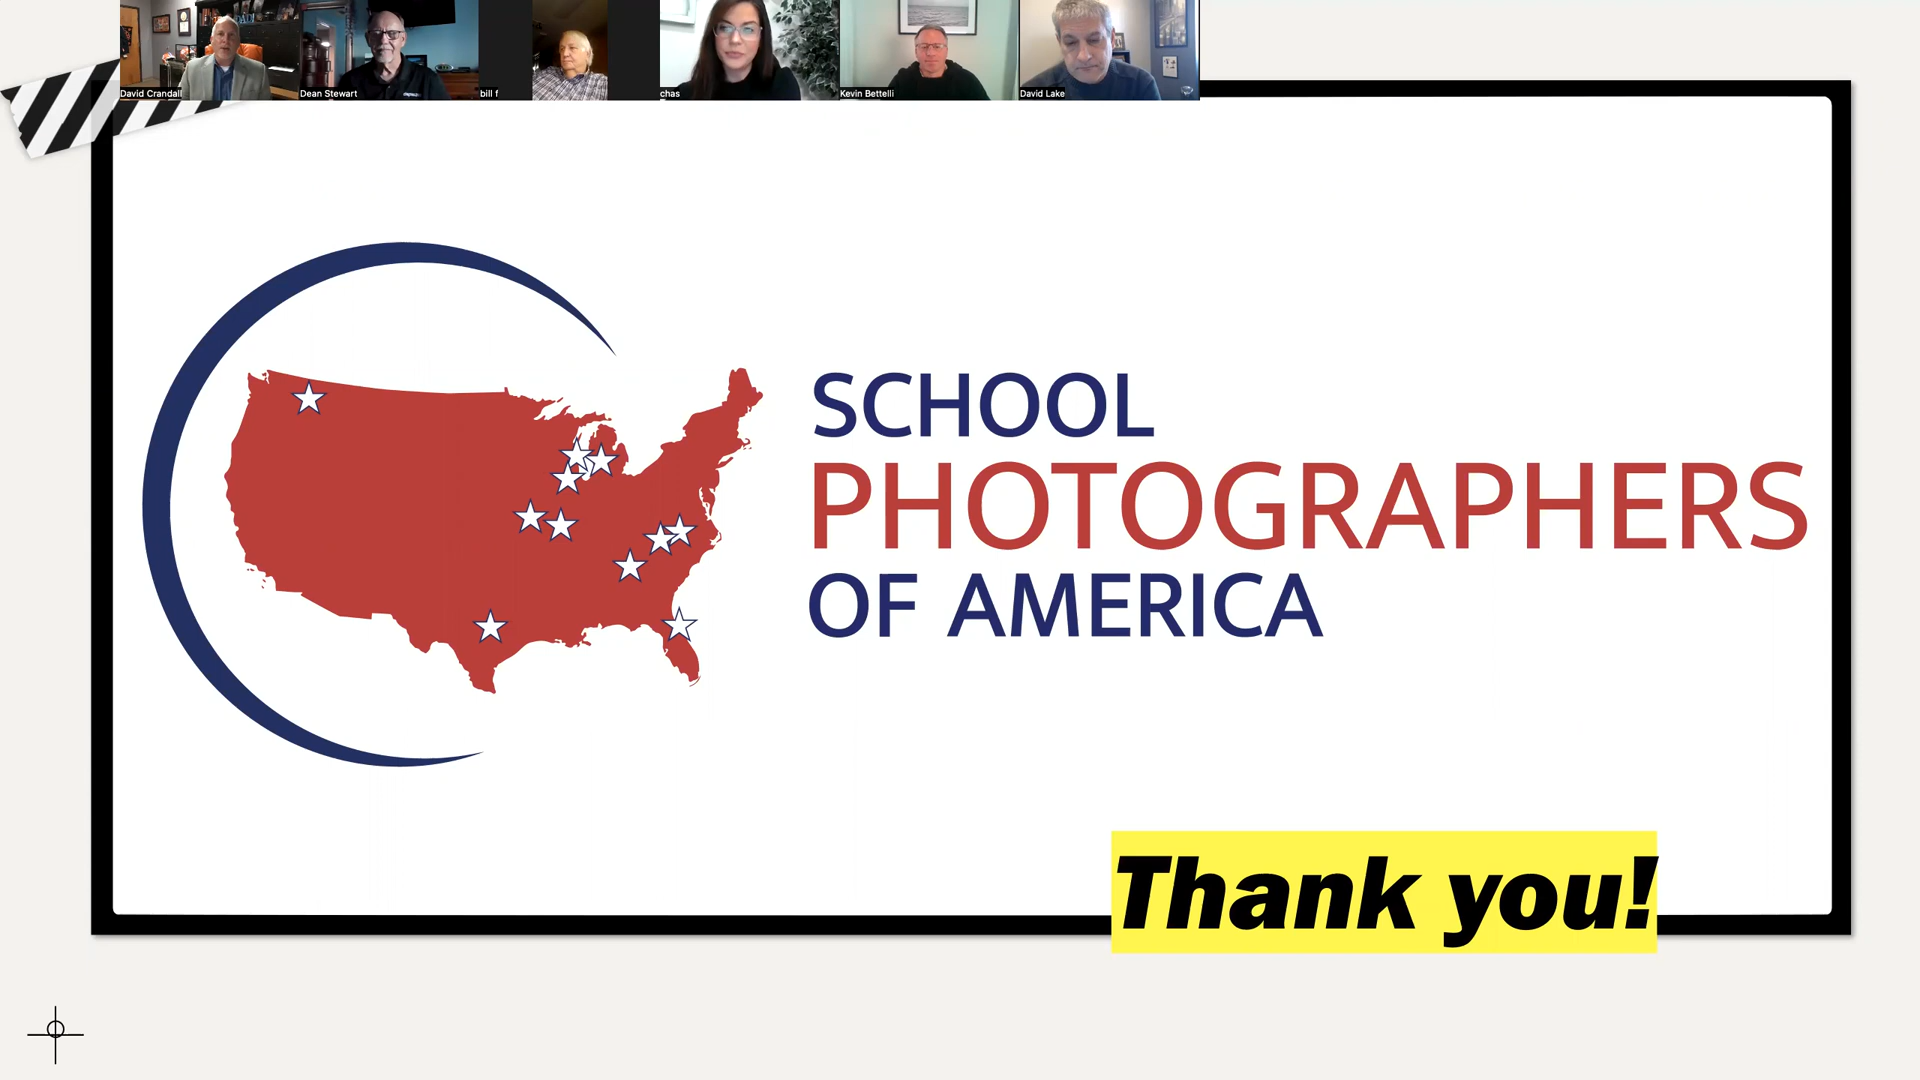 David Crandall
Dean Stewart
bill f
chas
Kevin Bettelli
David Lake
SCHOOL
PHOTOGRAPHERS
OF AMERICA
Thank you!